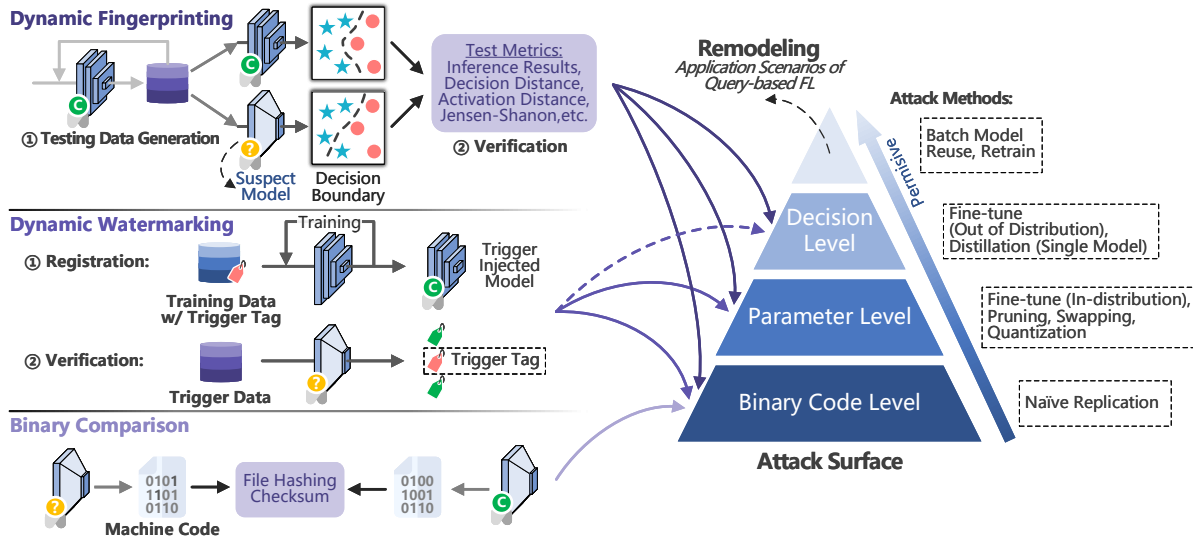 Dynamic Fingerprinting
C
① Testing Data Generation
C
?
Suspect
Model
Decision
Boundary
Test Metrics:
Inference Results,
Decision Distance,
Activation Distance,
Jensen-Shanon,etc.
② Verification
Dynamic Watermarking
① Registration:
Training Data
w/ Trigger Tag
Training
C
Trigger
Injected
Model
② Verification:
Trigger Data
?
Trigger Tag
Binary Comparison
?
0101
1101
0110
Machine Code
File Hashing
Checksum
0100
1001
0110
C
Remodeling
Application Scenarios of
Query-based FL
Attack Methods:
Permisive
Batch Model
Reuse, Retrain
Decision
Level
Fine-tune
(Out of Distribution),
Distillation (Single Model)
Parameter Level
Fine-tune (In-distribution),
Pruning, Swapping,
Quantization
Binary Code Level
Naïve Replication
Attack Surface